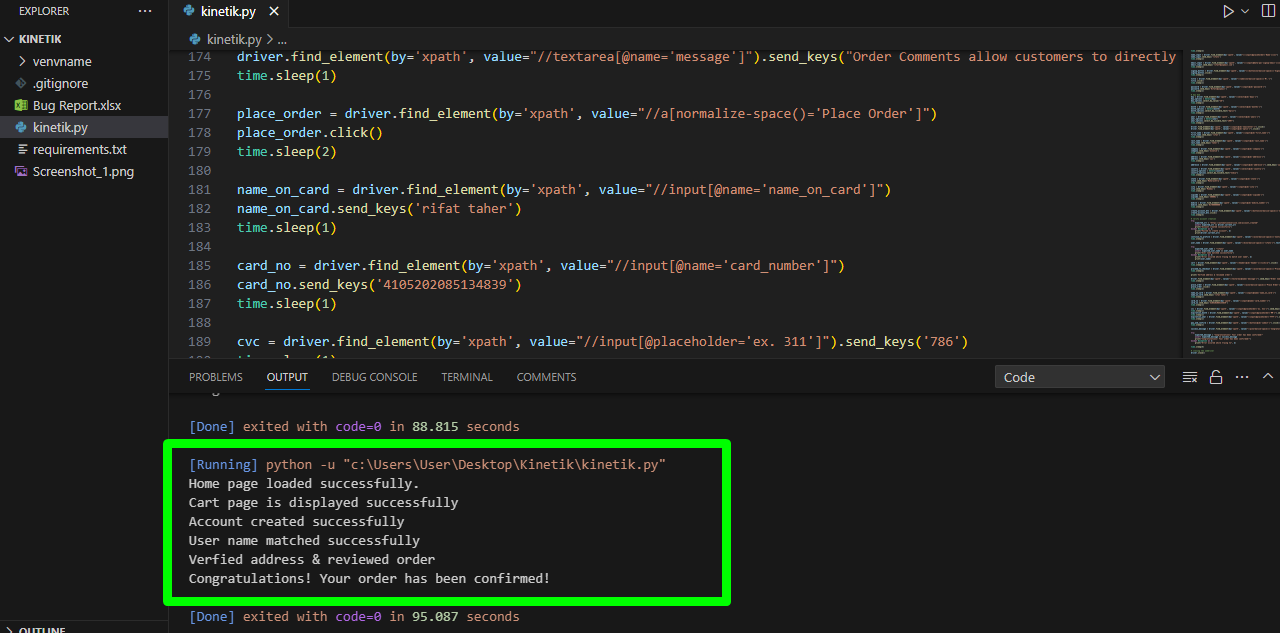 EXPLORER
KINETIK
venvname
.gitignore
Bug Report.xlsx
kinetik.py
requirements.txt
Screenshot_1.png
OUTLINE
kinetik.py
kinetik.py > ...
174 driver.find_element(by='xpath', value="//textarea[@name='message']").send_keys("Order Comments allow customers to directly
175 time.sleep(1)
176
177 place_order = driver.find_element(by='xpath', value="//a[normalize-space()='Place Order']")
178 place_order.click()
179 time.sleep(2)
180
181 name_on_card = driver.find_element(by='xpath', value="//input[@name='name_on_card']")
182 name_on_card.send_keys('rifat taher')
183 time.sleep(1)
184
185 card_no = driver.find_element(by='xpath', value="//input[@name='card_number']")
186 card_no.send_keys('4105202085134839')
187 time.sleep(1)
188
189 cvc = driver.find_element(by='xpath', value="//input[@placeholder='ex. 311']").send_keys('786')
PROBLEMS OUTPUT DEBUG CONSOLE TERMINAL COMMENTS Code
[Done] exited with code=0 in 88.815 seconds
[Running] python -u "c:\Users\User\Desktop\Kinetik\kinetik.py"
Home page loaded successfully.
Cart page is displayed successfully
Account created successfully
User name matched successfully
Verfied address & reviewed order
Congratulations! Your order has been confirmed!
[Done] exited with code=0 in 95.087 seconds